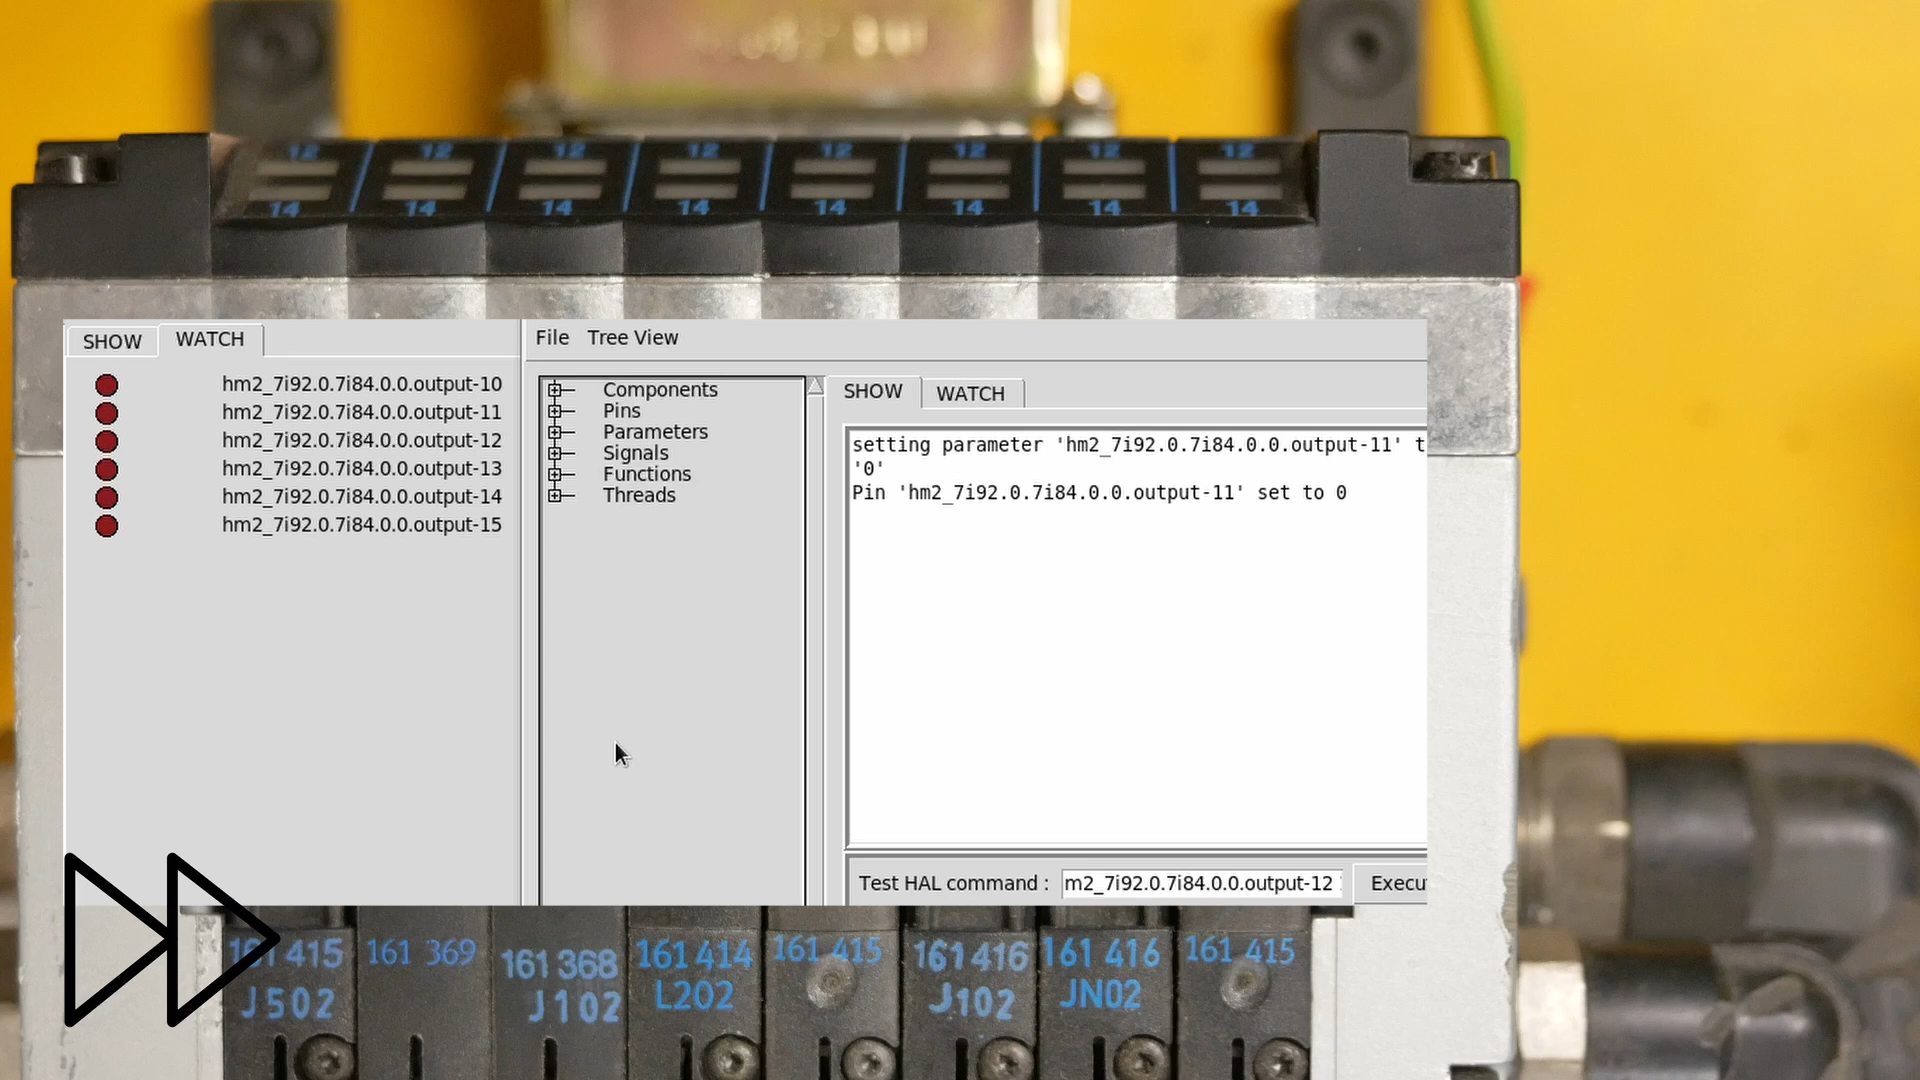 12 12 12 12 12 12 12 12
14 14 14 14 14 14 14 14
SHOW WATCH
hm2_7i92.0.7i84.0.0.output-10
hm2_7i92.0.7i84.0.0.output-11
hm2_7i92.0.7i84.0.0.output-12
hm2_7i92.0.7i84.0.0.output-13
hm2_7i92.0.7i84.0.0.output-14
hm2_7i92.0.7i84.0.0.output-15
File Tree View
Components
Pins
Parameters
Signals
Functions
Threads
SHOW WATCH
setting parameter 'hm2_7i92.0.7i84.0.0.output-11' t
'0'
Pin 'hm2_7i92.0.7i84.0.0.output-11' set to 0
Test HAL command : m2_7i92.0.7i84.0.0.output-12 Execu
161 415 161 369 161 368 161 414 161 415 161 416 161 416 161 415
J502 J102 L202 J102 JN02